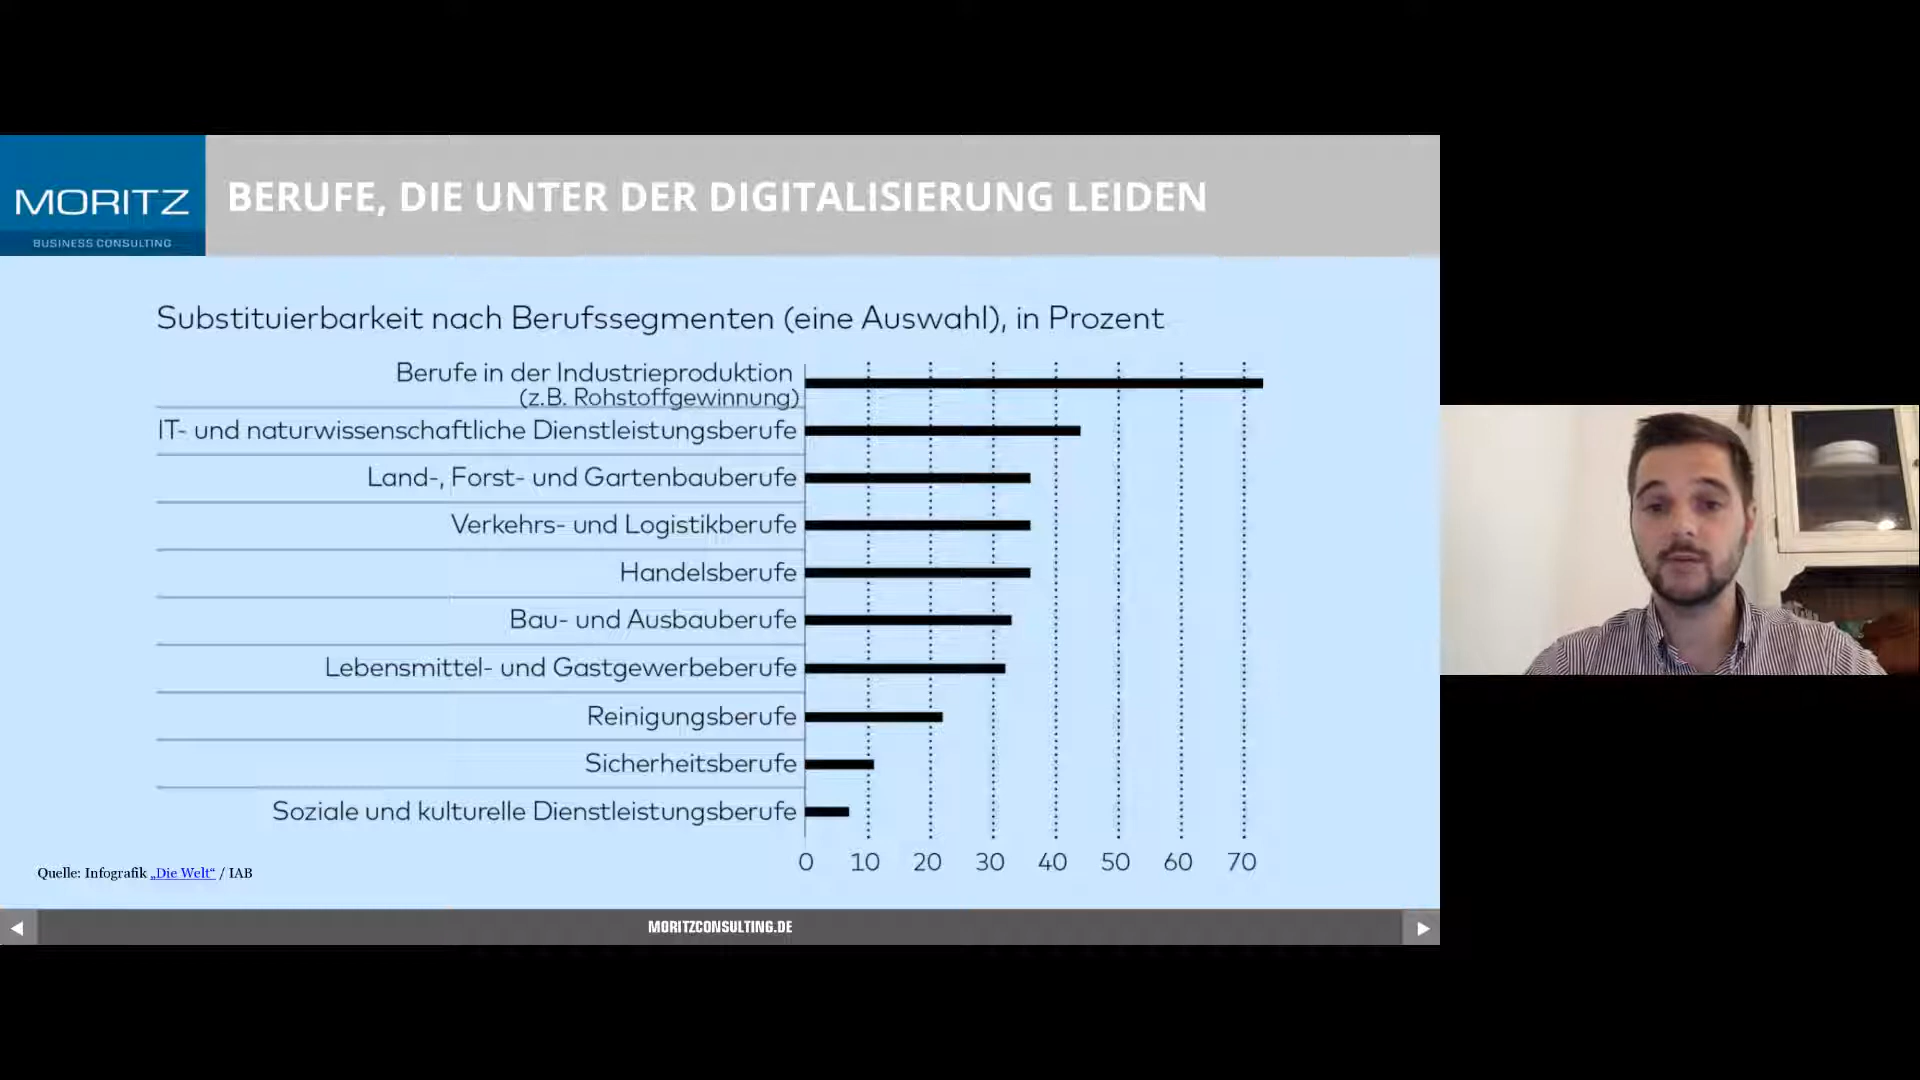 MORITZ
BUSINESS CONSULTING
BERUFE, DIE UNTER DER DIGITALISIERUNG LEIDEN
Substituierbarkeit nach Berufssegmenten (eine Auswahl), in Prozent
Berufe in der Industrieproduktion
(z.B. Rohstoffgewinnung)
IT- und naturwissenschaftliche Dienstleistungsberufe
Land-, Forst- und Gartenbauberufe
Verkehrs- und Logistikberufe
Handelsberufe
Bau- und Ausbauberufe
Lebensmittel- und Gastgewerbeberufe
Reinigungsberufe
Sicherheitsberufe
Soziale und kulturelle Dienstleistungsberufe
0 10 20 30 40 50 60 70
Quelle: Infografik „Die Welt“ / IAB
MORITZCONSULTING.DE